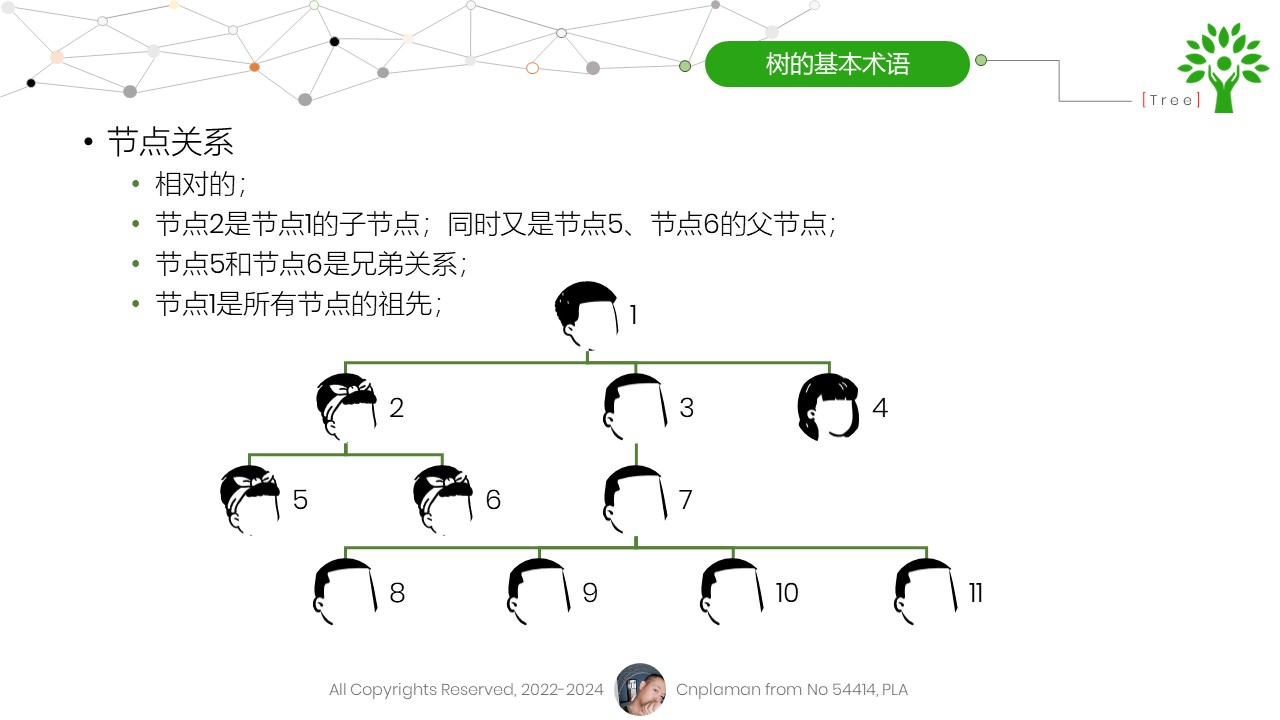 树的基本术语
[Tree]
• 节点关系
• 相对的；
• 节点2是节点1的子节点；同时又是节点5、节点6的父节点；
• 节点5和节点6是兄弟关系；
• 节点1是所有节点的祖先；
1
2
3
4
5
6
7
8
9
10
11
All Copyrights Reserved, 2022-2024
Cnplaman from No 54414, PLA